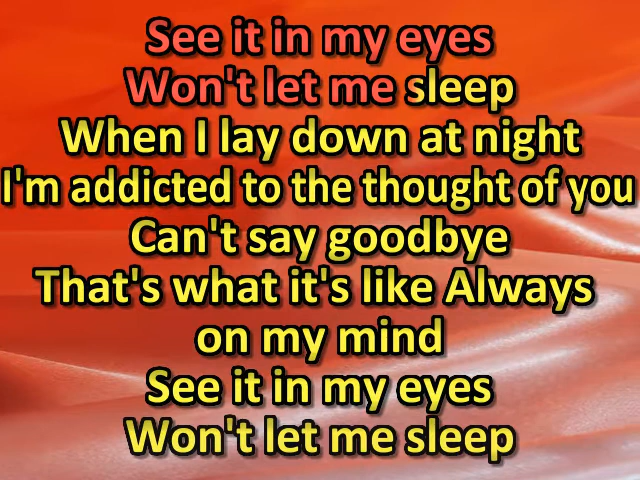 See it in my eyes
Won't let me sleep
When I lay down at night
I'm addicted to the thought of you
Can't say goodbye
That's what it's like Always
on my mind
See it in my eyes
Won't let me sleep